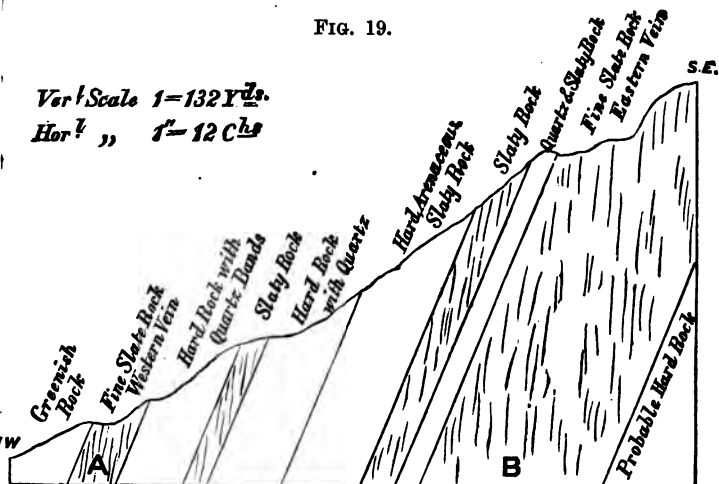 FIG. 19.
Ver.l Scale 1=132 Yds.
Hor.l „ 1"=12 Chs
S.E.
Greenish
Rock
Fine Slate Rock
Western Vein
Hard Rock with
Quartz Bands
Slaty Rock
Hard Rock
with Quartz
Hard Arenaceous
Slaty Rock
Slaty Rock
Quartz & Slaty Rock
Fine Slate Rock
Eastern Vein
Probable Hard Rock
W
A
B